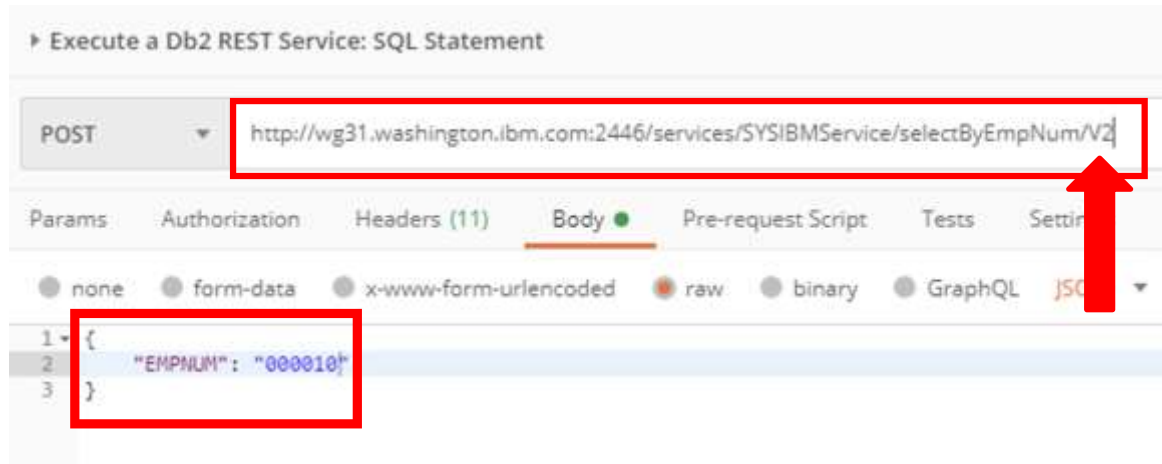 Execute a Db2 REST Service: SQL Statement
POST http://wg31.washington.ibm.com:2446/services/SYSIBMService/selectByEmpNum/V2
Params Authorization Headers (11) Body Pre-request Script Tests
none form-data x-www-form-urlencoded raw binary GraphQL
1 {
2 "EMPNUM": "000010"
3 }